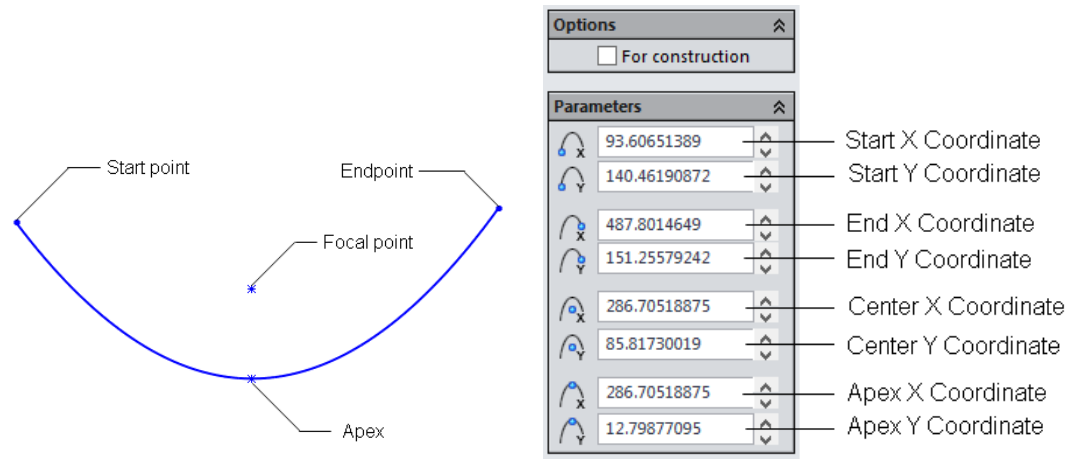 Start point
Endpoint
Focal point
Apex
Options
For construction
Parameters
X
93.60651389
Start X Coordinate
Y
140.46190872
Start Y Coordinate
X
487.8014649
End X Coordinate
Y
151.25579242
End Y Coordinate
X
286.70518875
Center X Coordinate
Y
85.81730019
Center Y Coordinate
X
286.70518875
Apex X Coordinate
Y
12.79877095
Apex Y Coordinate